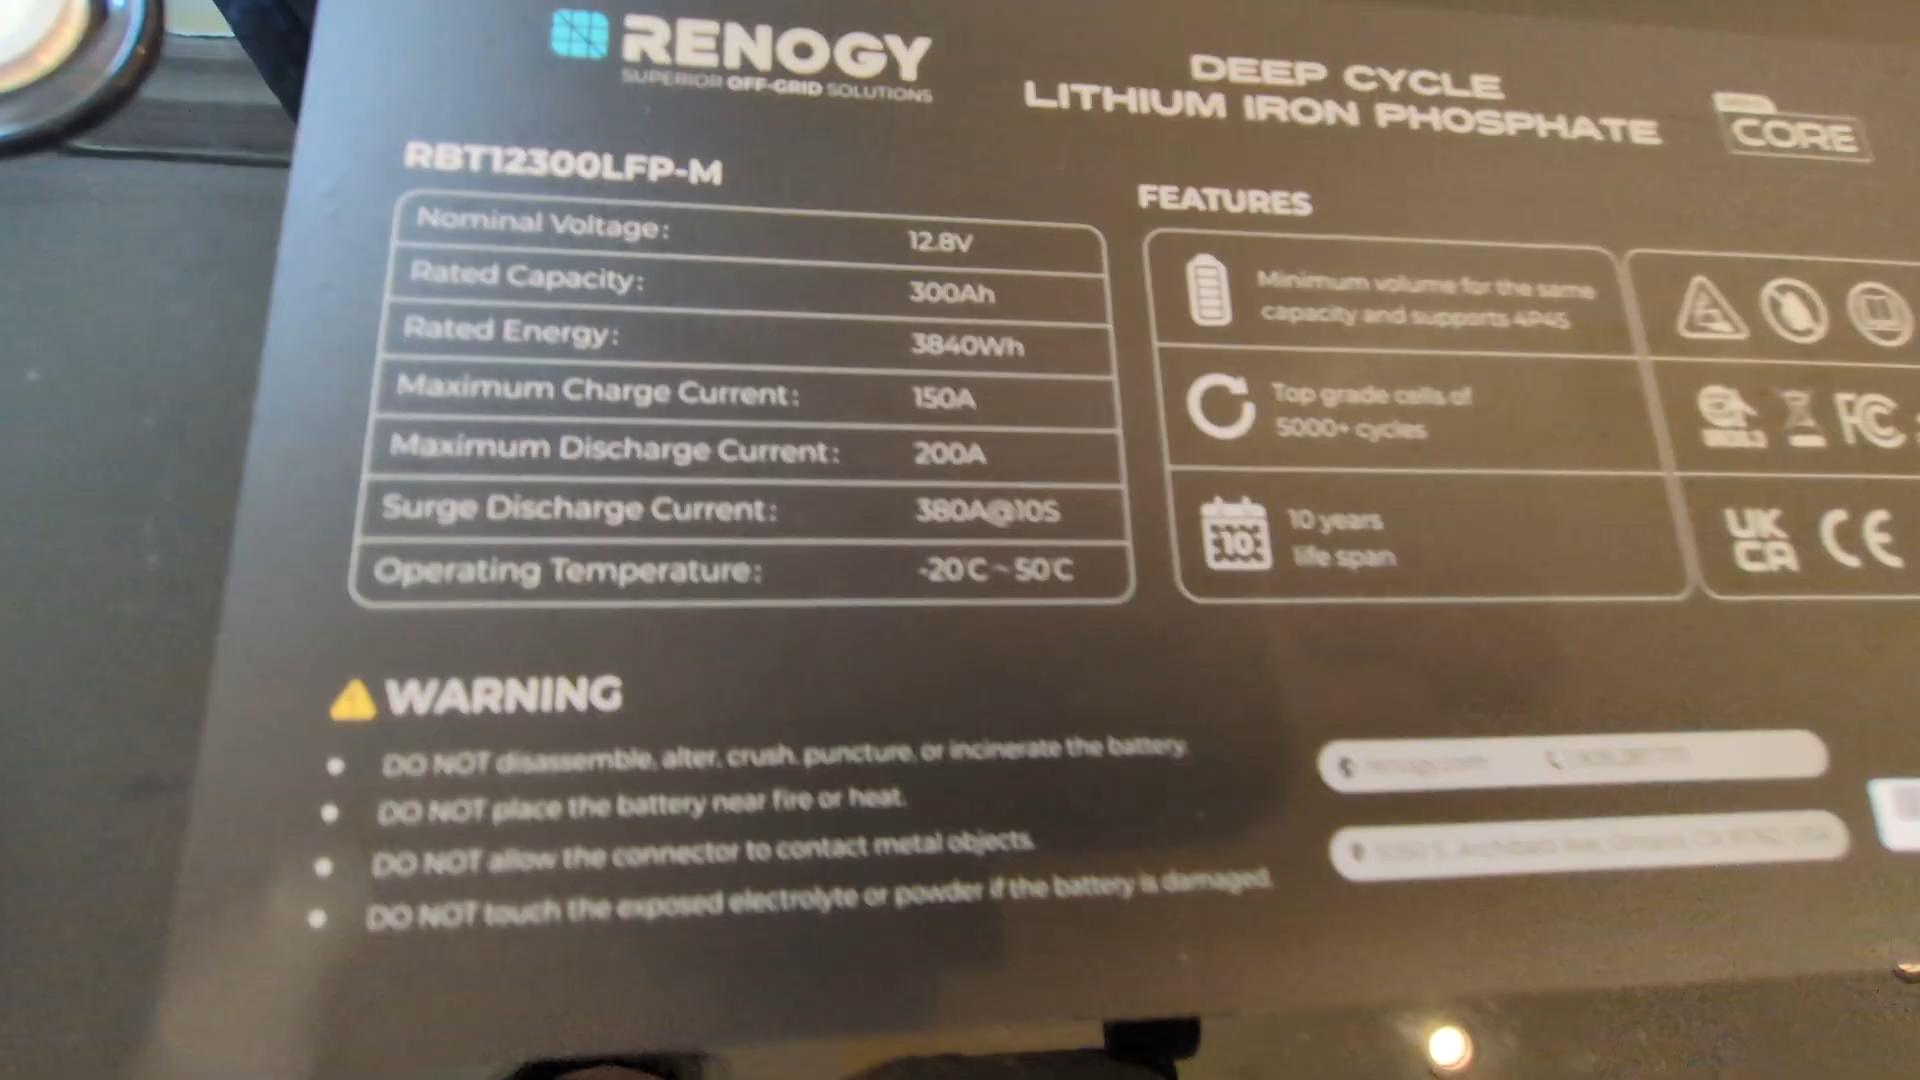 RENOGY
SUPERIOR OFF-GRID SOLUTIONS
DEEP CYCLE
LITHIUM IRON PHOSPHATE
CORE
RBT12300LFP-M
Nominal Voltage: 12.8V
Rated Capacity: 300Ah
Rated Energy: 3840Wh
Maximum Charge Current: 150A
Maximum Discharge Current: 200A
Surge Discharge Current: 380A@10S
Operating Temperature: -20℃~50℃
FEATURES
Minimum volume for the same
capacity and supports 4P4S
Top grade cells of
5000+ cycles
10
10 years
life span
FC
UK
CA
CE
WARNING
DO NOT disassemble, alter, crush, puncture, or incinerate the battery.
DO NOT place the battery near fire or heat.
DO NOT allow the connector to contact metal objects.
DO NOT touch the exposed electrolyte or powder if the battery is damaged.
renogy.com